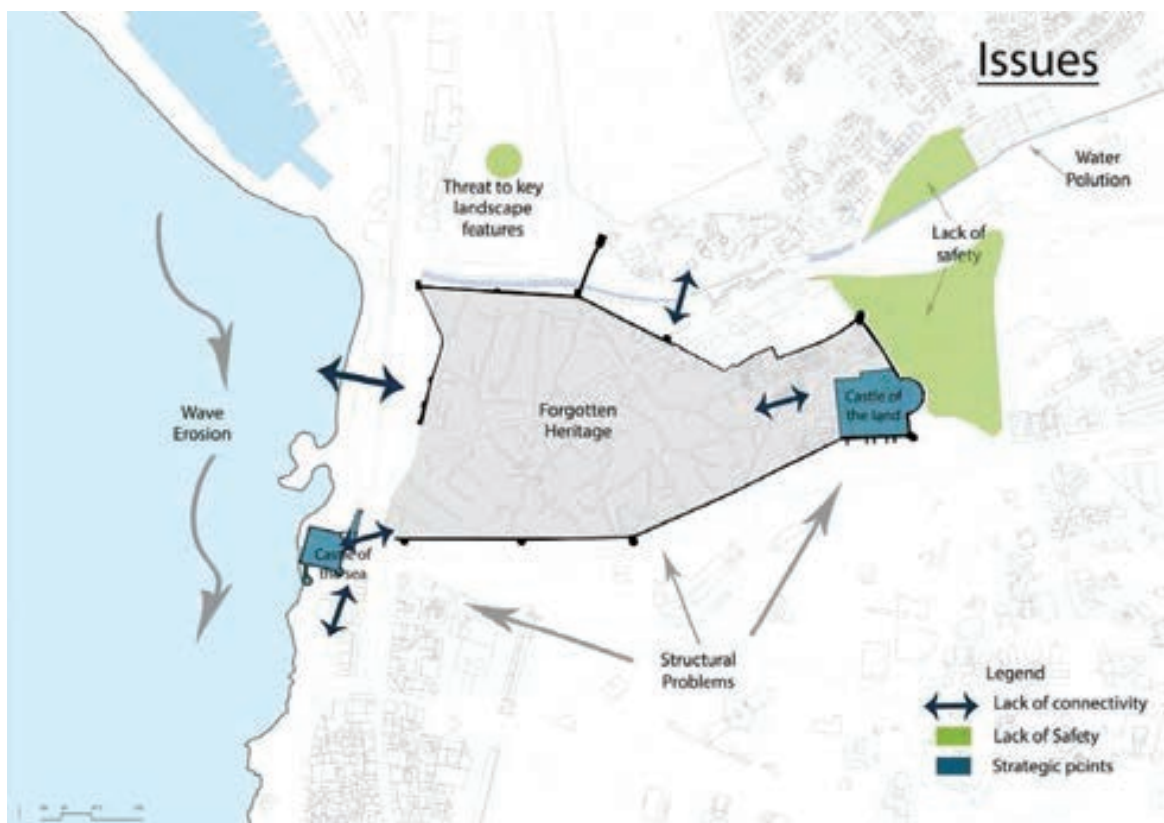 Issues
Water
Polution
Threat to key
landscape
features
Lack of
safety
Castle of
the land
Wave
Erosion
Forgotten
Heritage
Castle of
the sea
Structural
Problems
Legend
Lack of connectivity
Lack of Safety
Strategic points